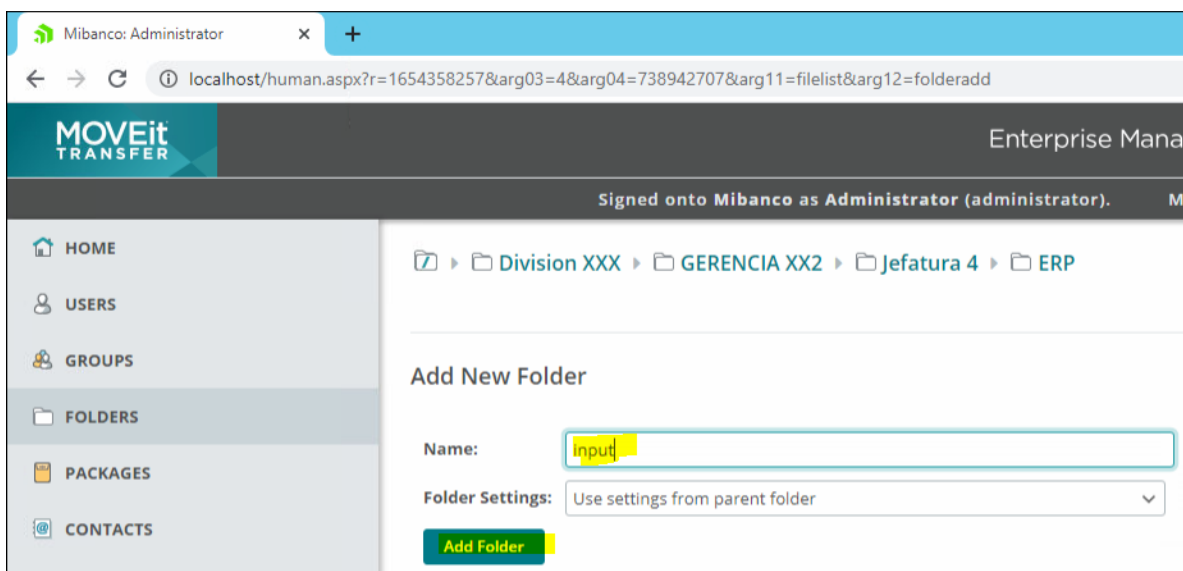 Mibanco: Administrator
localhost/human.aspx?r=1654358257&arg03=4&arg04=738942707&arg11=filelist&arg12=folderadd
MOVEit
TRANSFER
Enterprise Mana
Signed onto Mibanco as Administrator (administrator). M
HOME
USERS
GROUPS
FOLDERS
PACKAGES
CONTACTS
Division XXX GERENCIA XX2 Jefatura 4 ERP
Add New Folder
Name: input
Folder Settings: Use settings from parent folder
Add Folder